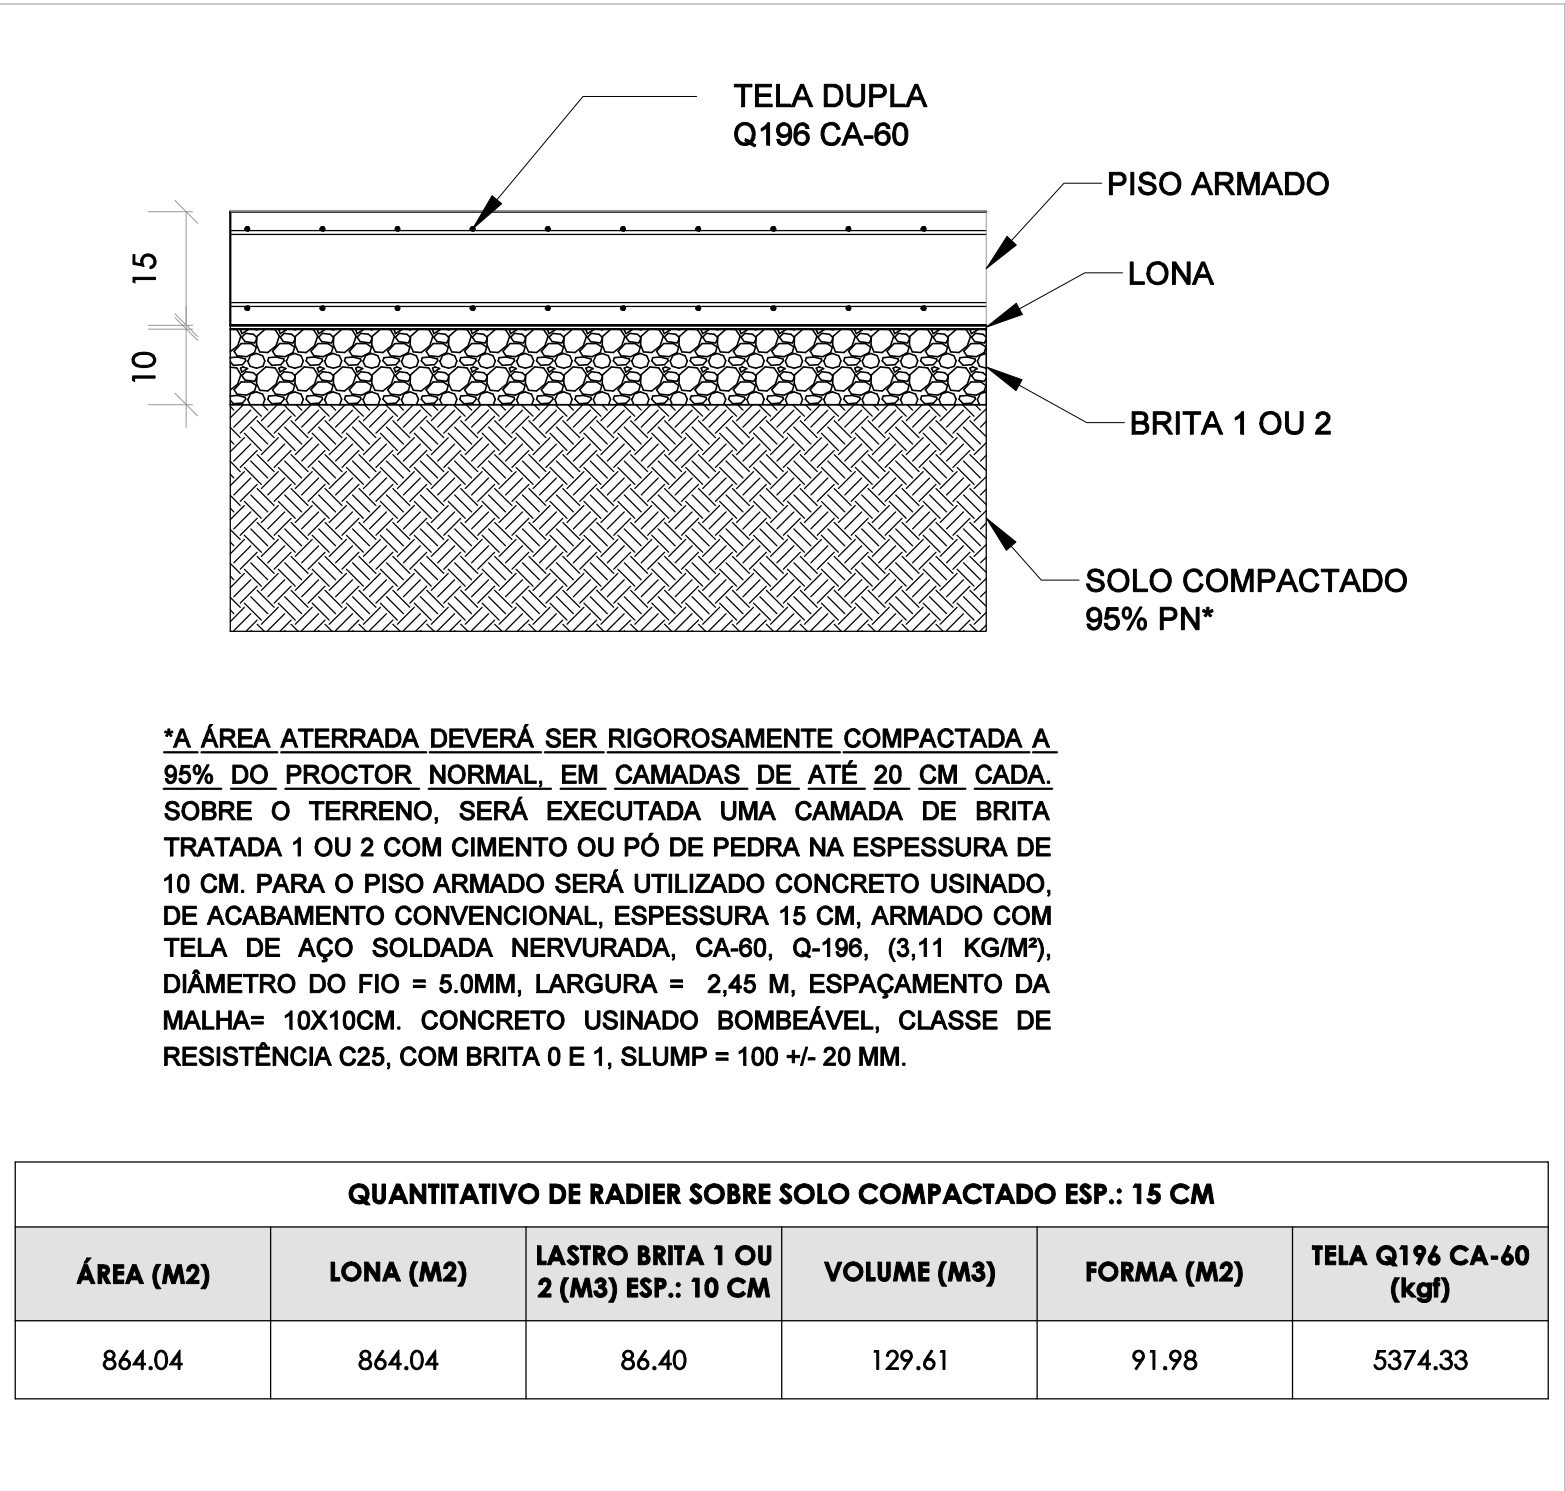 TELA DUPLA
Q196 CA-60
PISO ARMADO
15
LONA
10
BRITA 1 OU 2
SOLO COMPACTADO
95% PN*
*A ÁREA ATERRADA DEVERÁ SER RIGOROSAMENTE COMPACTADA A
95% DO PROCTOR NORMAL, EM CAMADAS DE ATÉ 20 CM CADA.
SOBRE O TERRENO, SERÁ EXECUTADA UMA CAMADA DE BRITA
TRATADA 1 OU 2 COM CIMENTO OU PÓ DE PEDRA NA ESPESSURA DE
10 CM. PARA O PISO ARMADO SERÁ UTILIZADO CONCRETO USINADO,
DE ACABAMENTO CONVENCIONAL, ESPESSURA 15 CM, ARMADO COM
TELA DE AÇO SOLDADA NERVURADA, CA-60, Q-196, (3,11 KG/M²),
DIÂMETRO DO FIO = 5.0MM, LARGURA = 2,45 M, ESPAÇAMENTO DA
MALHA= 10X10CM. CONCRETO USINADO BOMBEÁVEL, CLASSE DE
RESISTÊNCIA C25, COM BRITA 0 E 1, SLUMP = 100 +/- 20 MM.
QUANTITATIVO DE RADIER SOBRE SOLO COMPACTADO ESP.: 15 CM
ÁREA (M2)
LONA (M2)
LASTRO BRITA 1 OU
2 (M3) ESP.: 10 CM
VOLUME (M3)
FORMA (M2)
TELA Q196 CA-60
(kgf)
864.04
864.04
86.40
129.61
91.98
5374.33